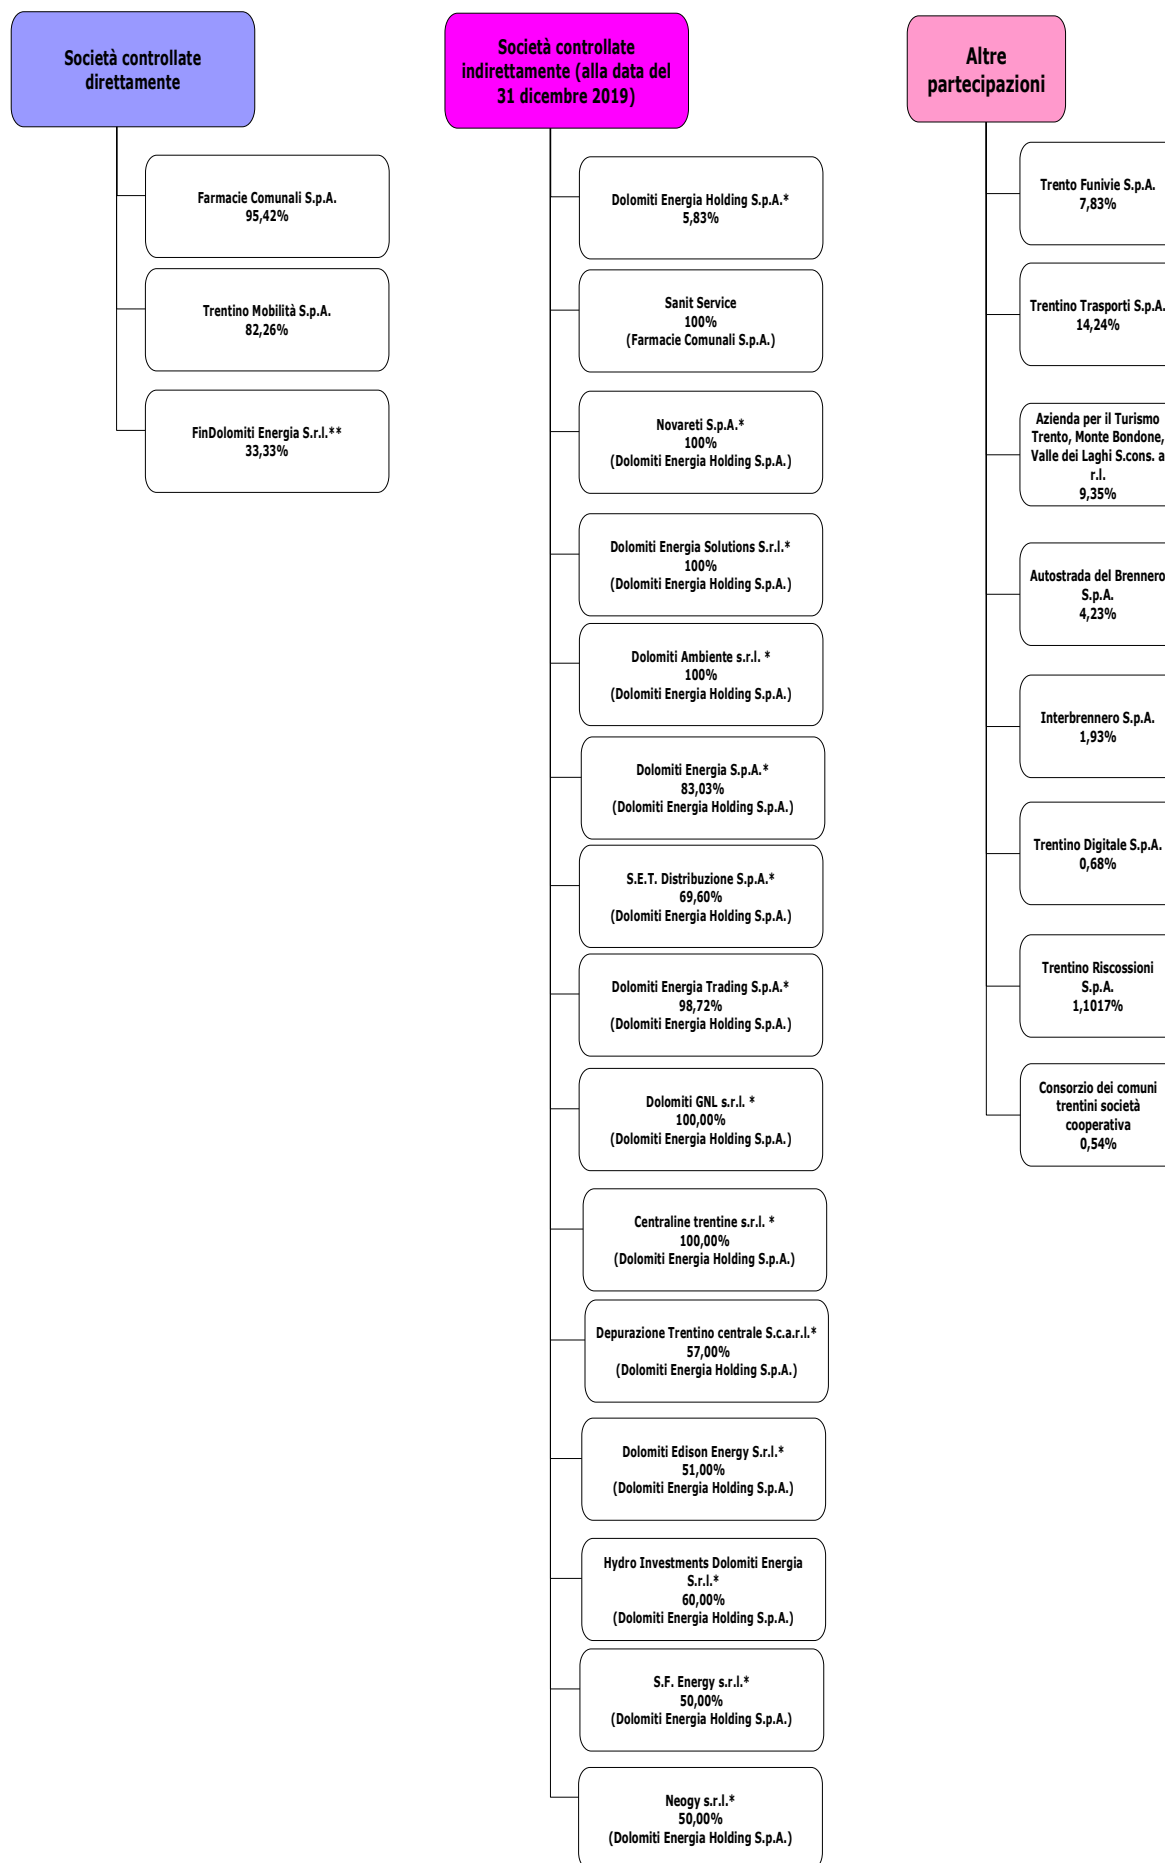 Società controllate
direttamente
Farmacie Comunali S.p.A.
95,42%
Trentino Mobilità S.p.A.
82,26%
FinDolomiti Energia S.r.l.**
33,33%
Società controllate
indirettamente (alla data del
31 dicembre 2019)
Dolomiti Energia Holding S.p.A.*
5,83%
Sanit Service
100%
(Farmacie Comunali S.p.A.)
Novareti S.p.A.*
100%
(Dolomiti Energia Holding S.p.A.)
Dolomiti Energia Solutions S.r.l.*
100%
(Dolomiti Energia Holding S.p.A.)
Dolomiti Ambiente s.r.l. *
100%
(Dolomiti Energia Holding S.p.A.)
Dolomiti Energia S.p.A.*
83,03%
(Dolomiti Energia Holding S.p.A.)
S.E.T. Distribuzione S.p.A.*
69,60%
(Dolomiti Energia Holding S.p.A.)
Dolomiti Energia Trading S.p.A.*
98,72%
(Dolomiti Energia Holding S.p.A.)
Dolomiti GNL s.r.l. *
100,00%
(Dolomiti Energia Holding S.p.A.)
Centraline trentine s.r.l. *
100,00%
(Dolomiti Energia Holding S.p.A.)
Depurazione Trentino centrale S.c.a.r.l.*
57,00%
(Dolomiti Energia Holding S.p.A.)
Dolomiti Edison Energy S.r.l.*
51,00%
(Dolomiti Energia Holding S.p.A.)
Hydro Investments Dolomiti Energia
S.r.l.*
60,00%
(Dolomiti Energia Holding S.p.A.)
S.F. Energy s.r.l.*
50,00%
(Dolomiti Energia Holding S.p.A.)
Neogy s.r.l.*
50,00%
(Dolomiti Energia Holding S.p.A.)
Altre
partecipazioni
Trento Funivie S.p.A.
7,83%
Trentino Trasporti S.p.A.
14,24%
Azienda per il Turismo
Trento, Monte Bondone,
Valle dei Laghi S.cons. a
r.l.
9,35%
Autostrada del Brennero
S.p.A.
4,23%
Interbrennero S.p.A.
1,93%
Trentino Digitale S.p.A.
0,68%
Trentino Riscossioni
S.p.A.
1,1017%
Consorzio dei comuni
trentini società
cooperativa
0,54%